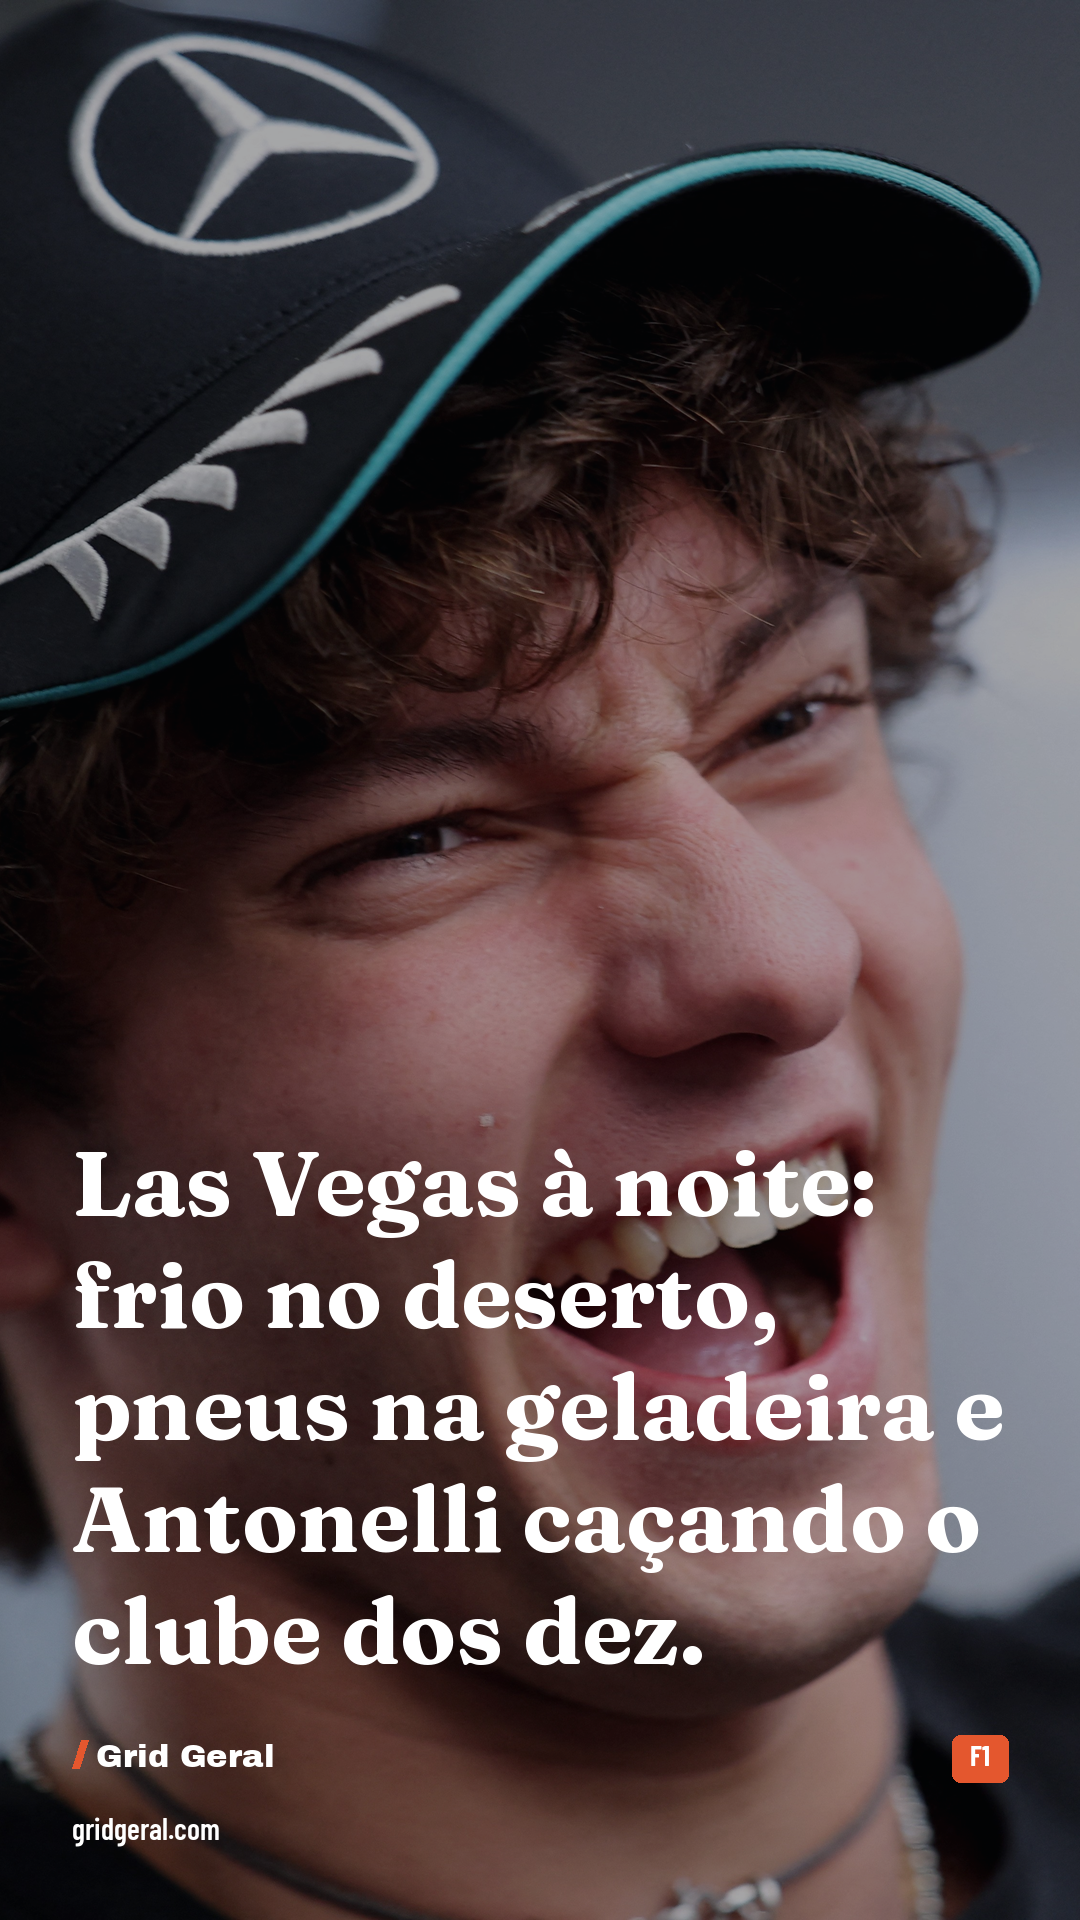 Las Vegas à noite:
frio no deserto,
pneus na geladeira e
Antonelli caçando o
clube dos dez.
/ Grid Geral
F1
gridgeral.com